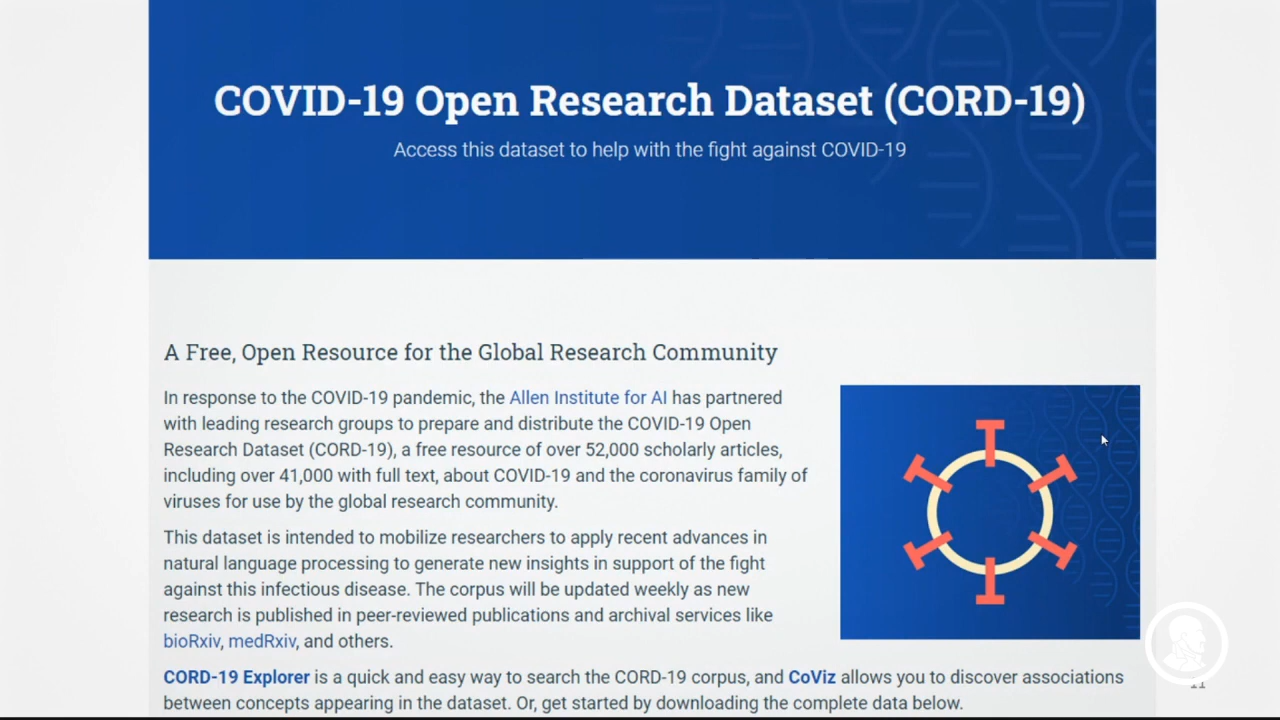 COVID-19 Open Research Dataset (CORD-19)
Access this dataset to help with the fight against COVID-19
A Free, Open Resource for the Global Research Community
In response to the COVID-19 pandemic, the Allen Institute for AI has partnered
with leading research groups to prepare and distribute the COVID-19 Open
Research Dataset (CORD-19), a free resource of over 52,000 scholarly articles,
including over 41,000 with full text, about COVID-19 and the coronavirus family of
viruses for use by the global research community.
This dataset is intended to mobilize researchers to apply recent advances in
natural language processing to generate new insights in support of the fight
against this infectious disease. The corpus will be updated weekly as new
research is published in peer-reviewed publications and archival services like
bioRxiv, medRxiv, and others.
CORD-19 Explorer is a quick and easy way to search the CORD-19 corpus, and CoViz allows you to discover associations
between concepts appearing in the dataset. Or, get started by downloading the complete data below.
11